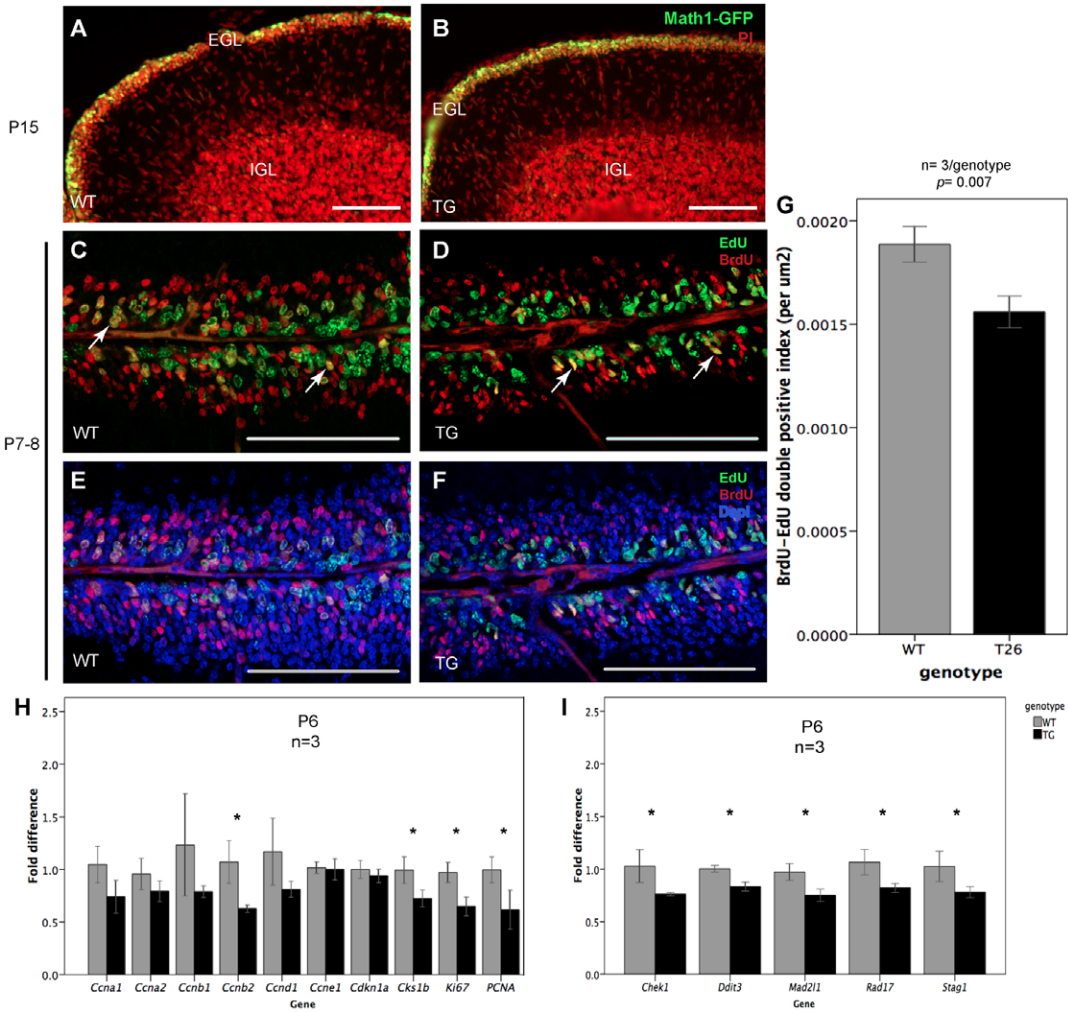 A
EGL
IGL
WT
B
Math1-GFP
PI
EGL
IGL
TG
P15
C
WT
D
EdU
BrdU
TG
P7-8
E
WT
F
EdU
BrdU
DapI
TG
n= 3/genotype
p= 0.007
G
BrdU-EdU double positive index (per um2)
0.0020
0.0015
0.0010
0.0005
0.0000
WT T26
genotype
H
P6
n=3
Fold difference
2.5
2.0
1.5
1.0
0.5
0.0
* * * *
Ccna1 Ccna2 Ccnb1 Ccnb2 Ccnd1 Ccne1 Cdkn1a Cks1b Ki67 PCNA
Gene
I
P6
n=3
Fold difference
2.5
2.0
1.5
1.0
0.5
0.0
* * * * *
Chek1 Ddit3 Mad2l1 Rad17 Stag1
Gene
genotype
WT
TG